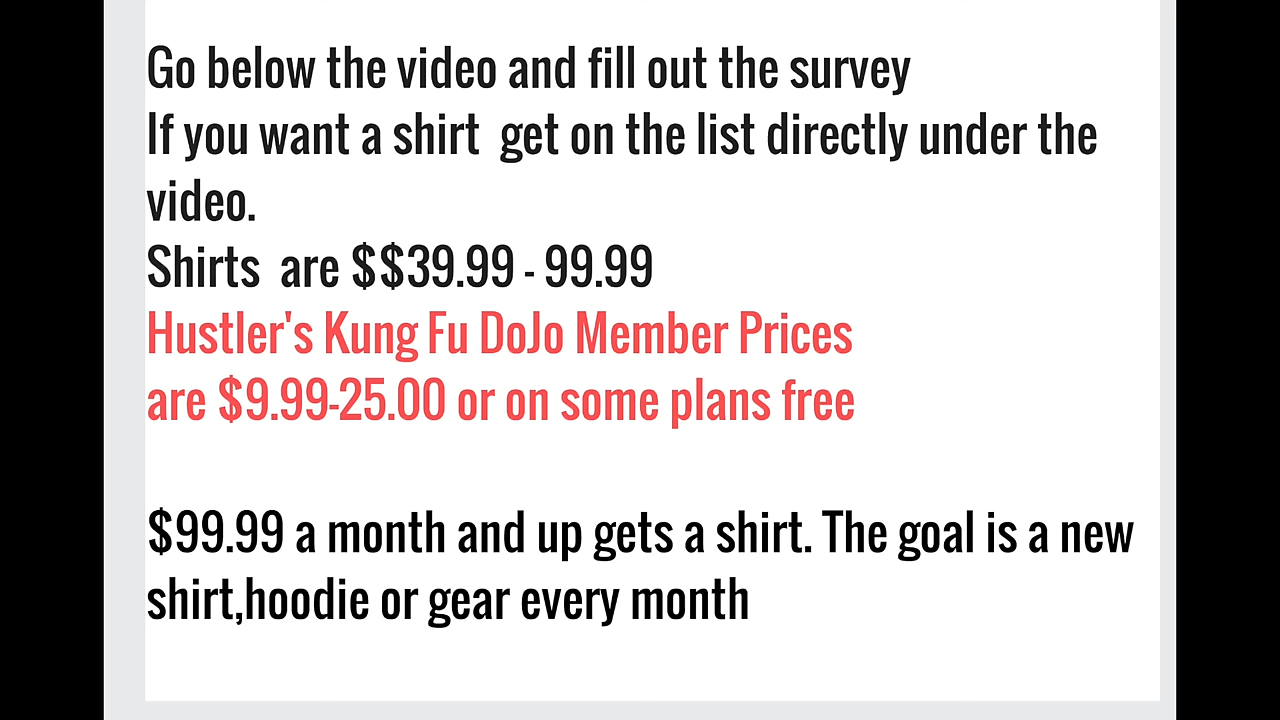 Go below the video and fill out the survey
If you want a shirt  get on the list directly under the
video.
Shirts  are $$39.99 - 99.99
Hustler's Kung Fu DoJo Member Prices
are $9.99-25.00 or on some plans free
$99.99 a month and up gets a shirt. The goal is a new
shirt,hoodie or gear every month